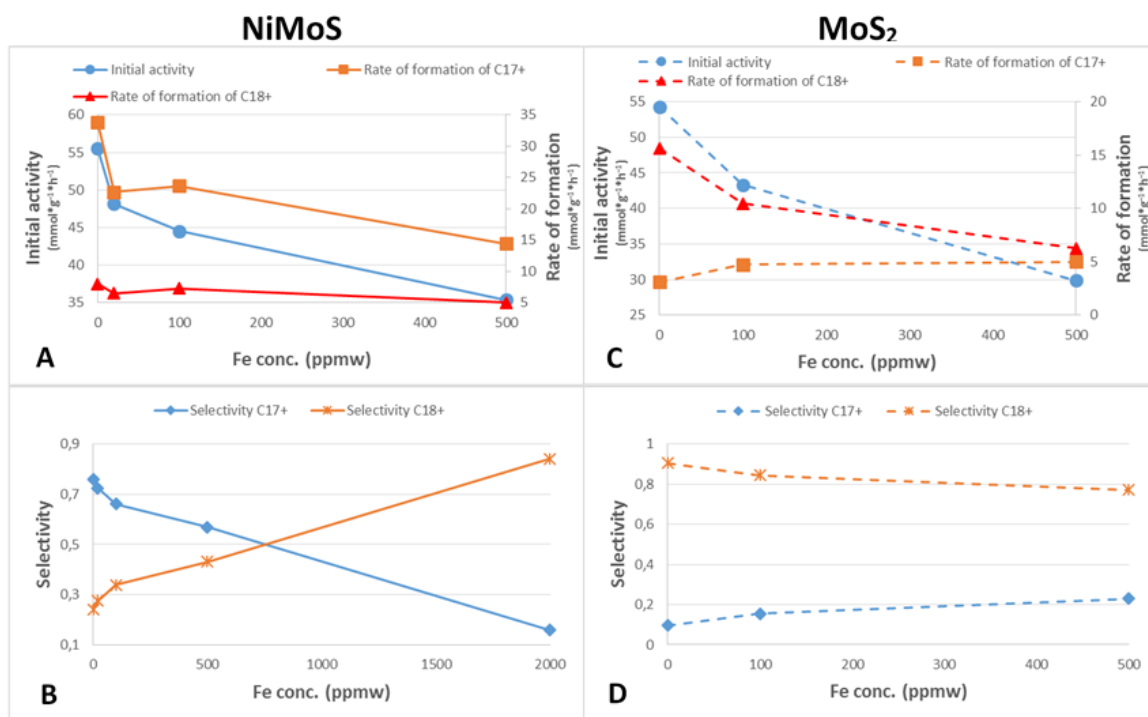 NiMoS
MoS₂
Initial activity
Rate of formation of C17+
Rate of formation of C18+
60
55
50
45
40
35
35
30
25
20
15
10
5
Initial activity
(mmol*g⁻¹*h⁻¹)
Rate of formation
(mmol*g⁻¹*h⁻¹)
0
100
200
300
400
500
Fe conc. (ppmw)
A
Initial activity
Rate of formation of C17+
Rate of formation of C18+
55
50
45
40
35
30
25
20
15
10
5
0
Initial activity
(mmol*g⁻¹*h⁻¹)
Rate of formation
(mmol*g⁻¹*h⁻¹)
0
100
200
300
400
500
Fe conc. (ppmw)
C
Selectivity C17+
Selectivity C18+
0,9
0,7
0,5
0,3
0,1
Selectivity
0
500
1000
1500
2000
Fe conc. (ppmw)
B
Selectivity C17+
Selectivity C18+
1
0,8
0,6
0,4
0,2
0
Selectivity
0
100
200
300
400
500
Fe conc. (ppmw)
D